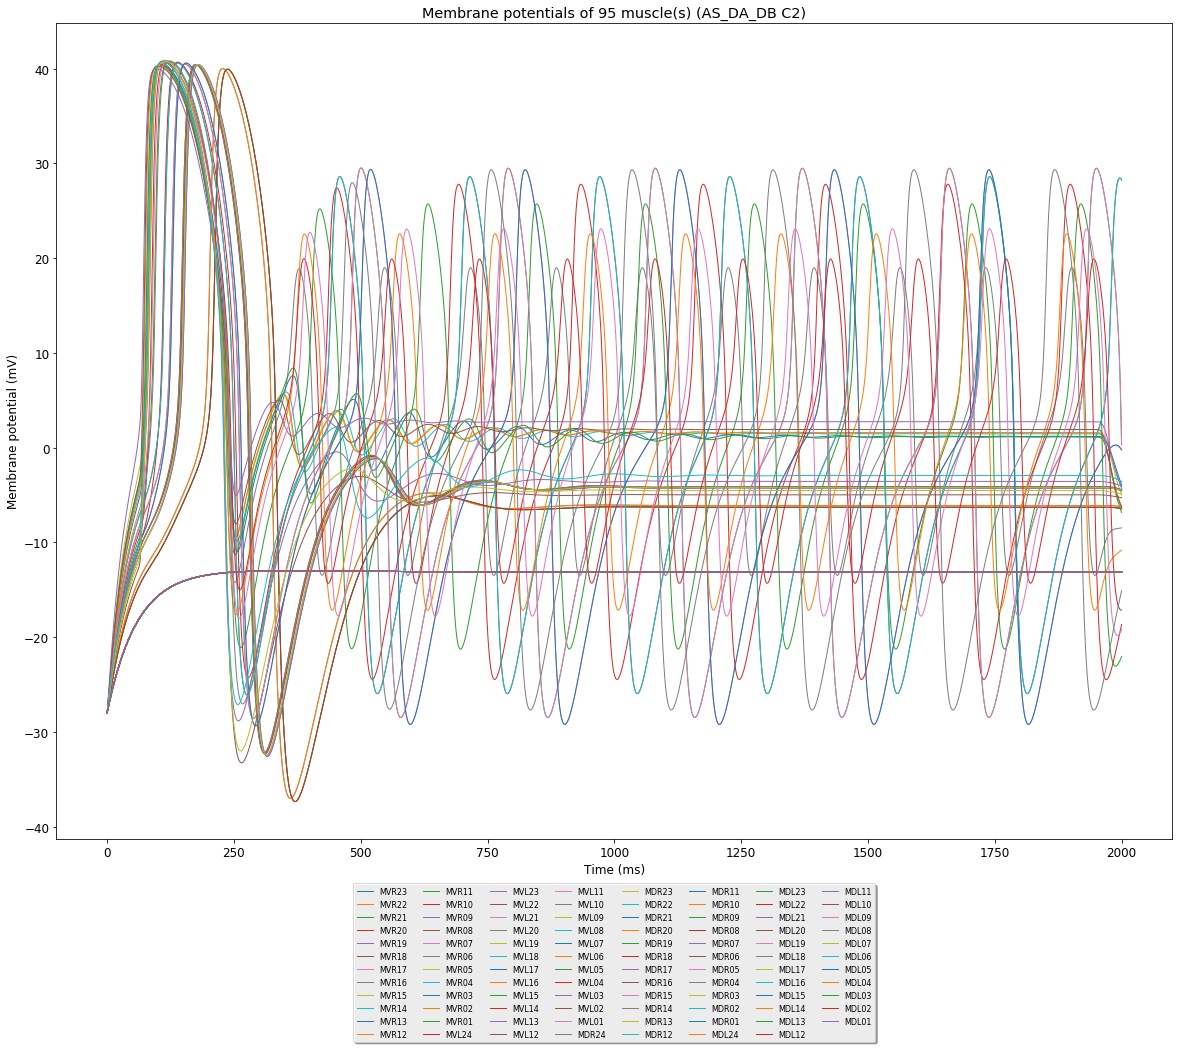 Membrane potentials of 95 muscle(s) (AS_DA_DB C2)
40
30
20
10
0
−10
−20
−30
−40
Membrane potential (mV)
0 250 500 750 1000 1250 1500 1750 2000
Time (ms)
MVR23 MVR11 MVL23 MVL11 MDR23 MDR11 MDL23 MDL11
MVR22 MVR10 MVL22 MVL10 MDR22 MDR10 MDL22 MDL10
MVR21 MVR09 MVL21 MVL09 MDR21 MDR09 MDL21 MDL09
MVR20 MVR08 MVL20 MVL08 MDR20 MDR08 MDL20 MDL08
MVR19 MVR07 MVL19 MVL07 MDR19 MDR07 MDL19 MDL07
MVR18 MVR06 MVL18 MVL06 MDR18 MDR06 MDL18 MDL06
MVR17 MVR05 MVL17 MVL05 MDR17 MDR05 MDL17 MDL05
MVR16 MVR04 MVL16 MVL04 MDR16 MDR04 MDL16 MDL04
MVR15 MVR03 MVL15 MVL03 MDR15 MDR03 MDL15 MDL03
MVR14 MVR02 MVL14 MVL02 MDR14 MDR02 MDL14 MDL02
MVR13 MVR01 MVL13 MVL01 MDR13 MDR01 MDL13 MDL01
MVR12 MVL24 MVL12 MDR24 MDR12 MDL24 MDL12